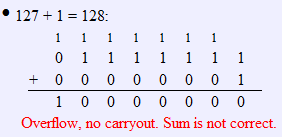 • 127 + 1 = 128:
1 1 1 1 1 1 1
0 1 1 1 1 1 1 1
+ 0 0 0 0 0 0 0 1
1 0 0 0 0 0 0 0
Overflow, no carryout. Sum is not correct.